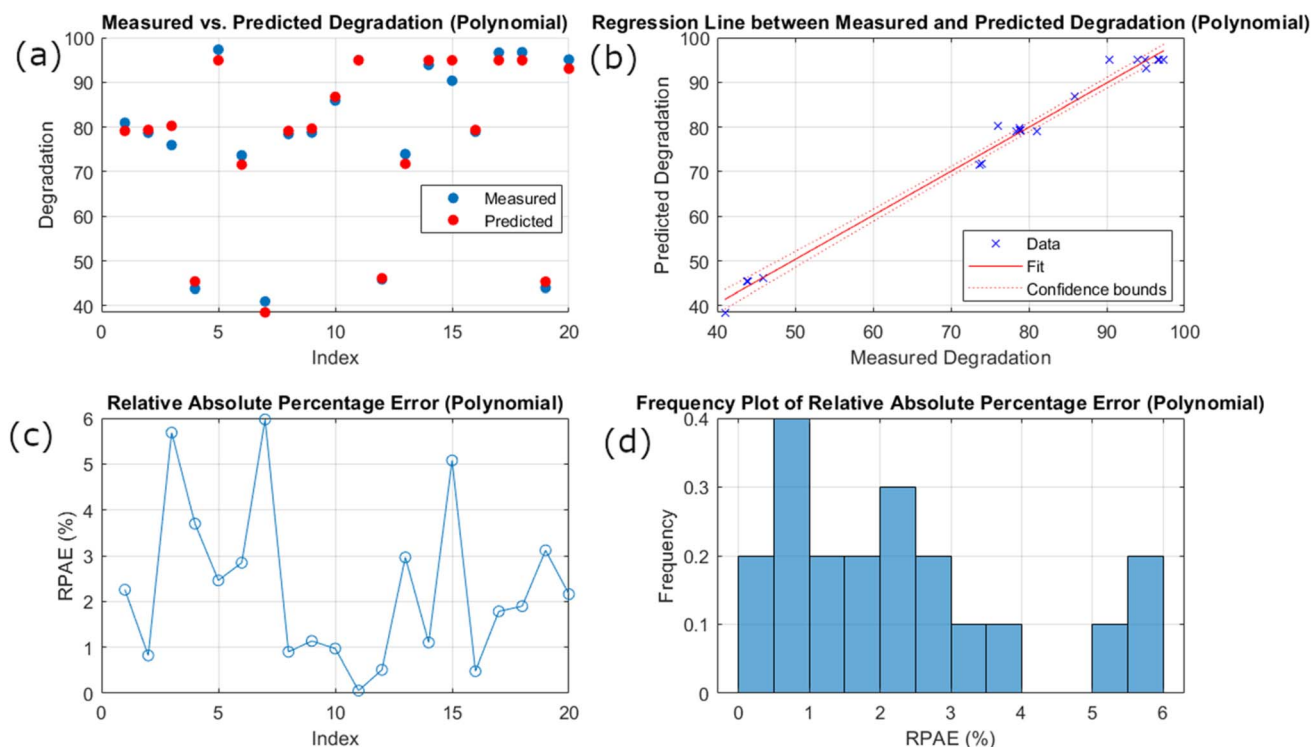 (a)
Measured vs. Predicted Degradation (Polynomial)
100
90
80
70
60
50
40
Degradation
Measured
Predicted
0 5 10 15 20
Index
(b)
Regression Line between Measured and Predicted Degradation (Polynomial)
100
90
80
70
60
50
40
Predicted Degradation
Data
Fit
Confidence bounds
40 50 60 70 80 90 100
Measured Degradation
(c)
Relative Absolute Percentage Error (Polynomial)
6
5
4
3
2
1
0
RPAE (%)
0 5 10 15 20
Index
(d)
Frequency Plot of Relative Absolute Percentage Error (Polynomial)
0.4
0.3
0.2
0.1
0
Frequency
0 1 2 3 4 5 6
RPAE (%)